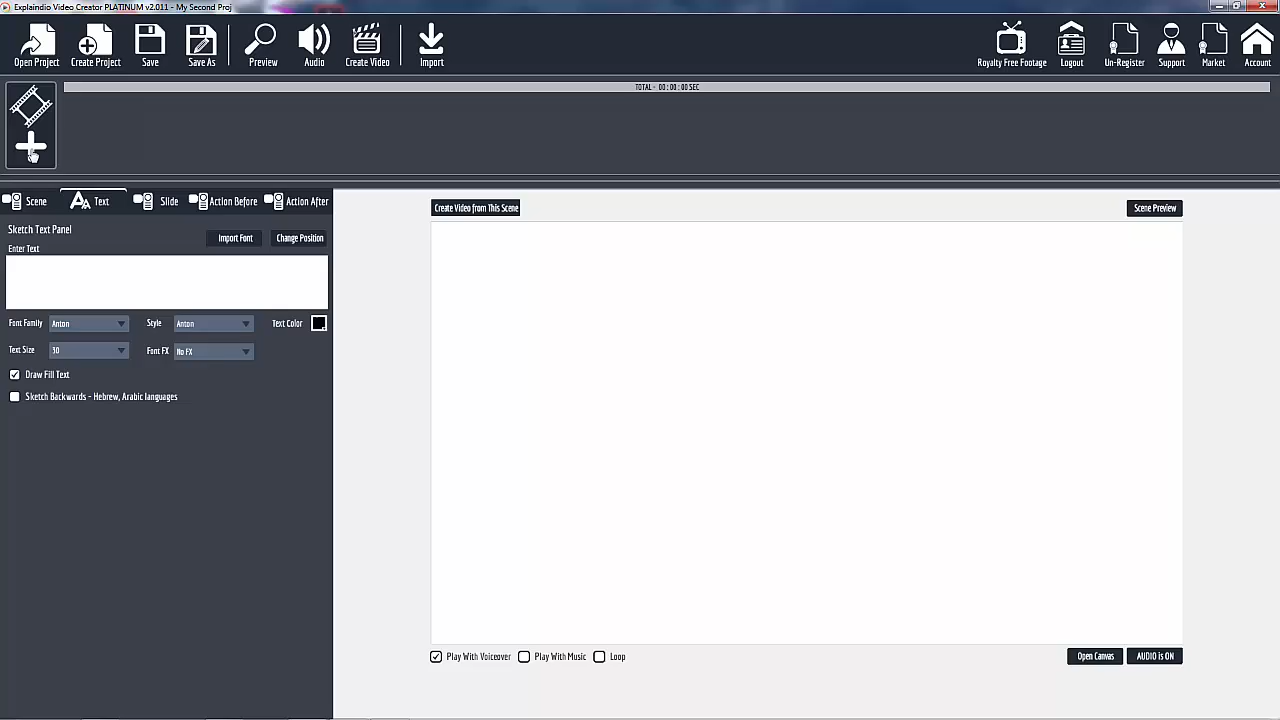 Explaindio Video Creator PLATINUM v2.011 - My Second Proj
Open Project Create Project Save Save As Preview Audio Create Video Import Royalty Free Footage Logout Un-Register Support Market Account
TOTAL - 00 : 00 : 00 SEC
Scene Text Slide Action Before Action After
Create Video from This Scene Scene Preview
Sketch Text Panel
Import Font Change Position
Enter Text
Font Family Anton Style Anton Text Color
Text Size 30 Font FX No FX
Draw Fill Text
Sketch Backwards - Hebrew, Arabic languages
Play With Voiceover Play With Music Loop Open Canvas AUDIO is ON